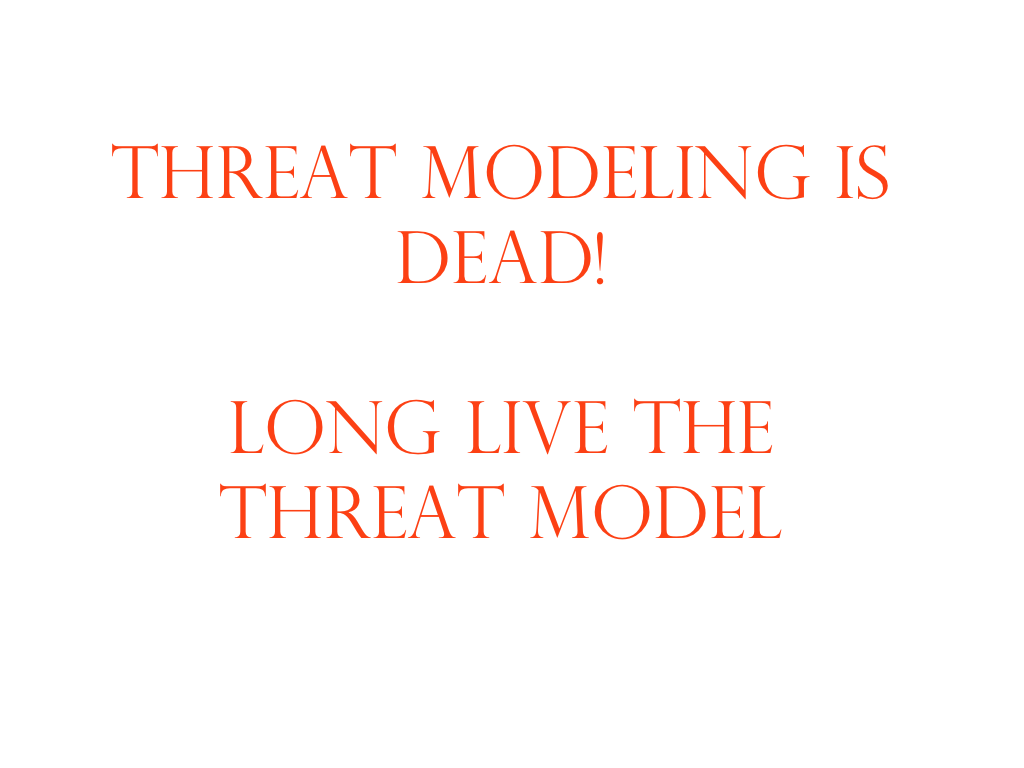 THREAT MODELING IS
DEAD!
LONG LIVE THE
THREAT MODEL